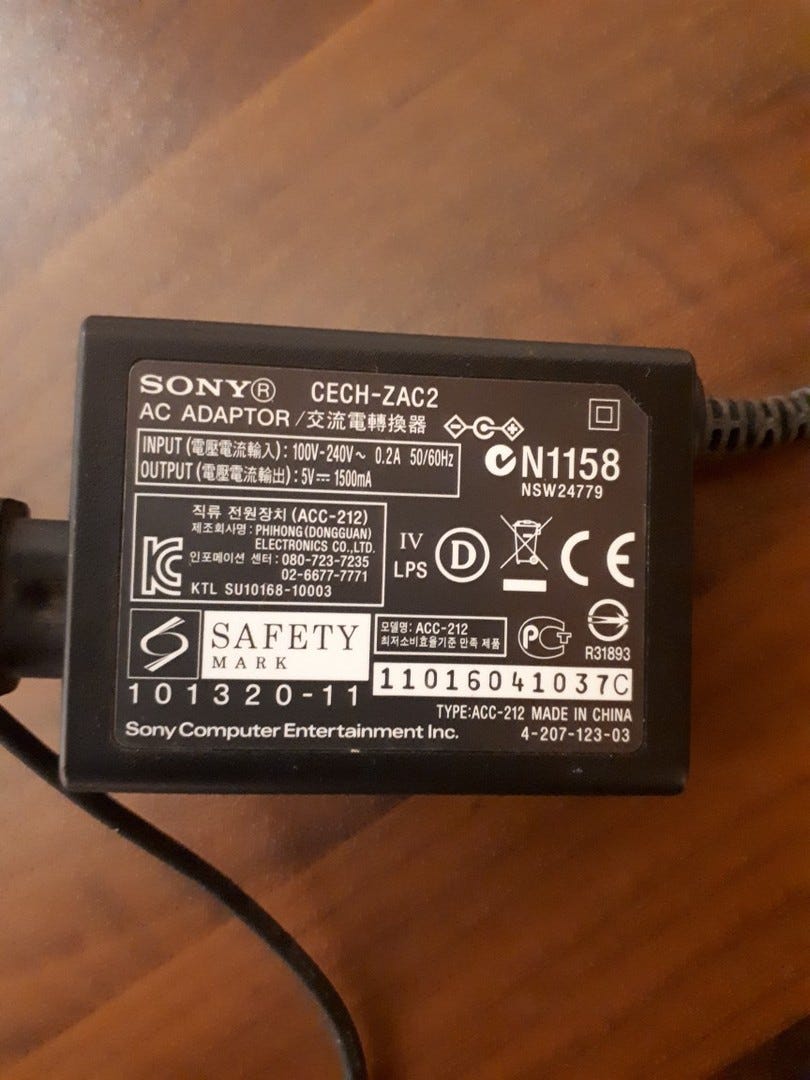 SONY® CECH-ZAC2
AC ADAPTOR /交流電轉換器
INPUT (電壓電流輸入) : 100V-240V~ 0.2A 50/60Hz
OUTPUT (電壓電流輸出) : 5V⎓ 1500mA
N1158
NSW24779
직류 전원장치 (ACC-212)
제조회사명 : PHIHONG (DONGGUAN)
ELECTRONICS CO.,LTD.
인포메이션 센터 : 080-723-7235
02-6677-7771
KTL SU10168-10003
IV
LPS
D
CE
SAFETY
MARK
모델명: ACC-212
최저소비효율기준 만족 제품
R31893
101320-11
11016041037C
TYPE:ACC-212 MADE IN CHINA
Sony Computer Entertainment Inc.
4-207-123-03